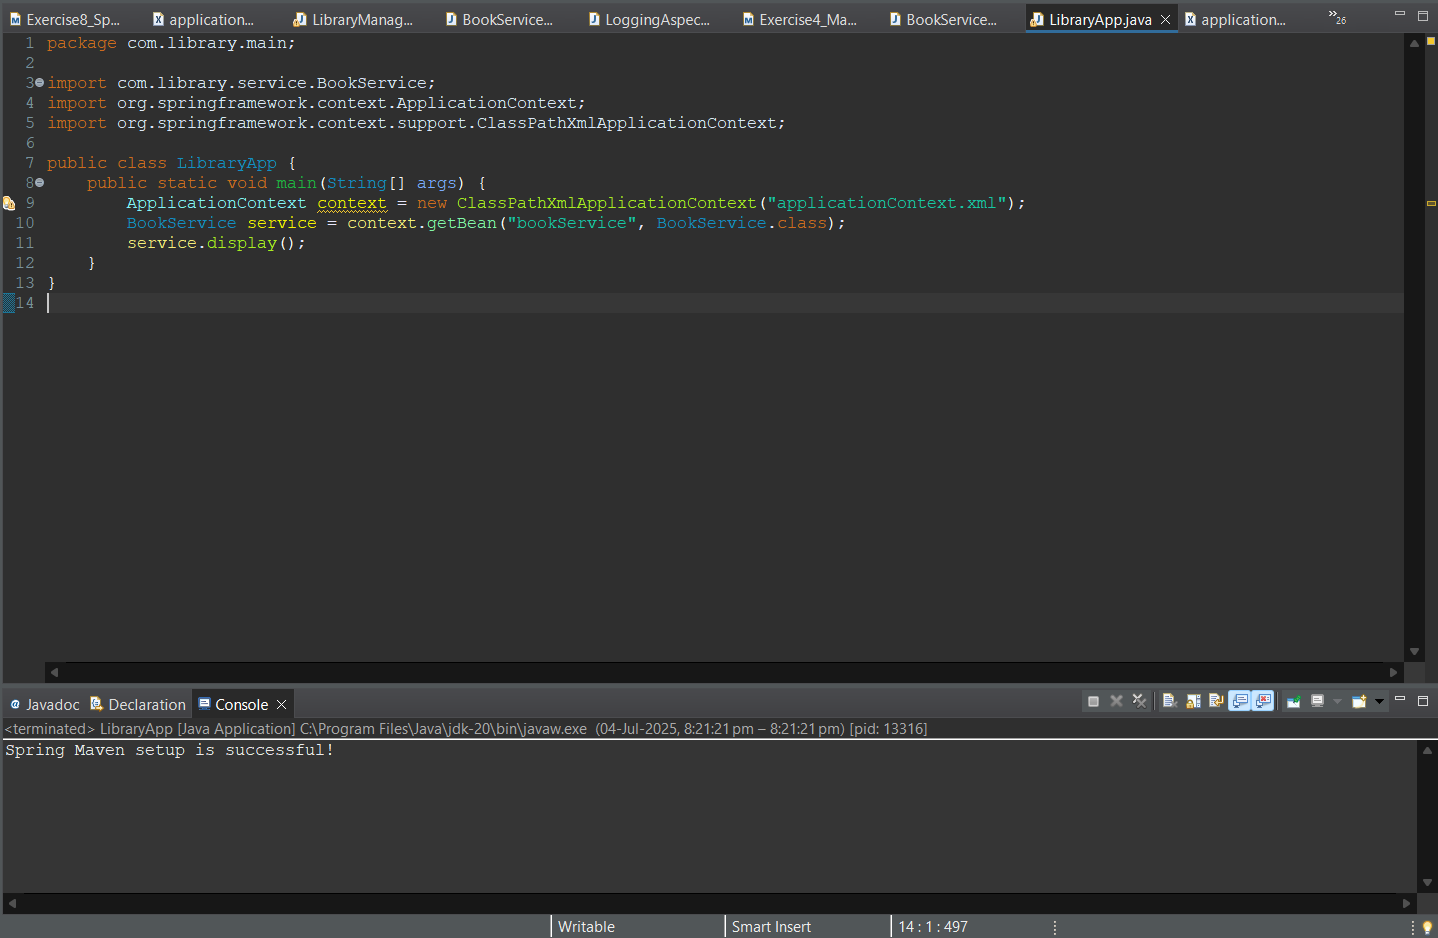 Exercise8_Sp... application... LibraryManag... BookService... LoggingAspec... Exercise4_Ma... BookService... LibraryApp.java application... »26
1 package com.library.main;
2
3 import com.library.service.BookService;
4 import org.springframework.context.ApplicationContext;
5 import org.springframework.context.support.ClassPathXmlApplicationContext;
6
7 public class LibraryApp {
8     public static void main(String[] args) {
9         ApplicationContext context = new ClassPathXmlApplicationContext("applicationContext.xml");
10         BookService service = context.getBean("bookService", BookService.class);
11         service.display();
12     }
13 }
14
Javadoc Declaration Console
<terminated> LibraryApp [Java Application] C:\Program Files\Java\jdk-20\bin\javaw.exe (04-Jul-2025, 8:21:21 pm – 8:21:21 pm) [pid: 13316]
Spring Maven setup is successful!
Writable Smart Insert 14 : 1 : 497